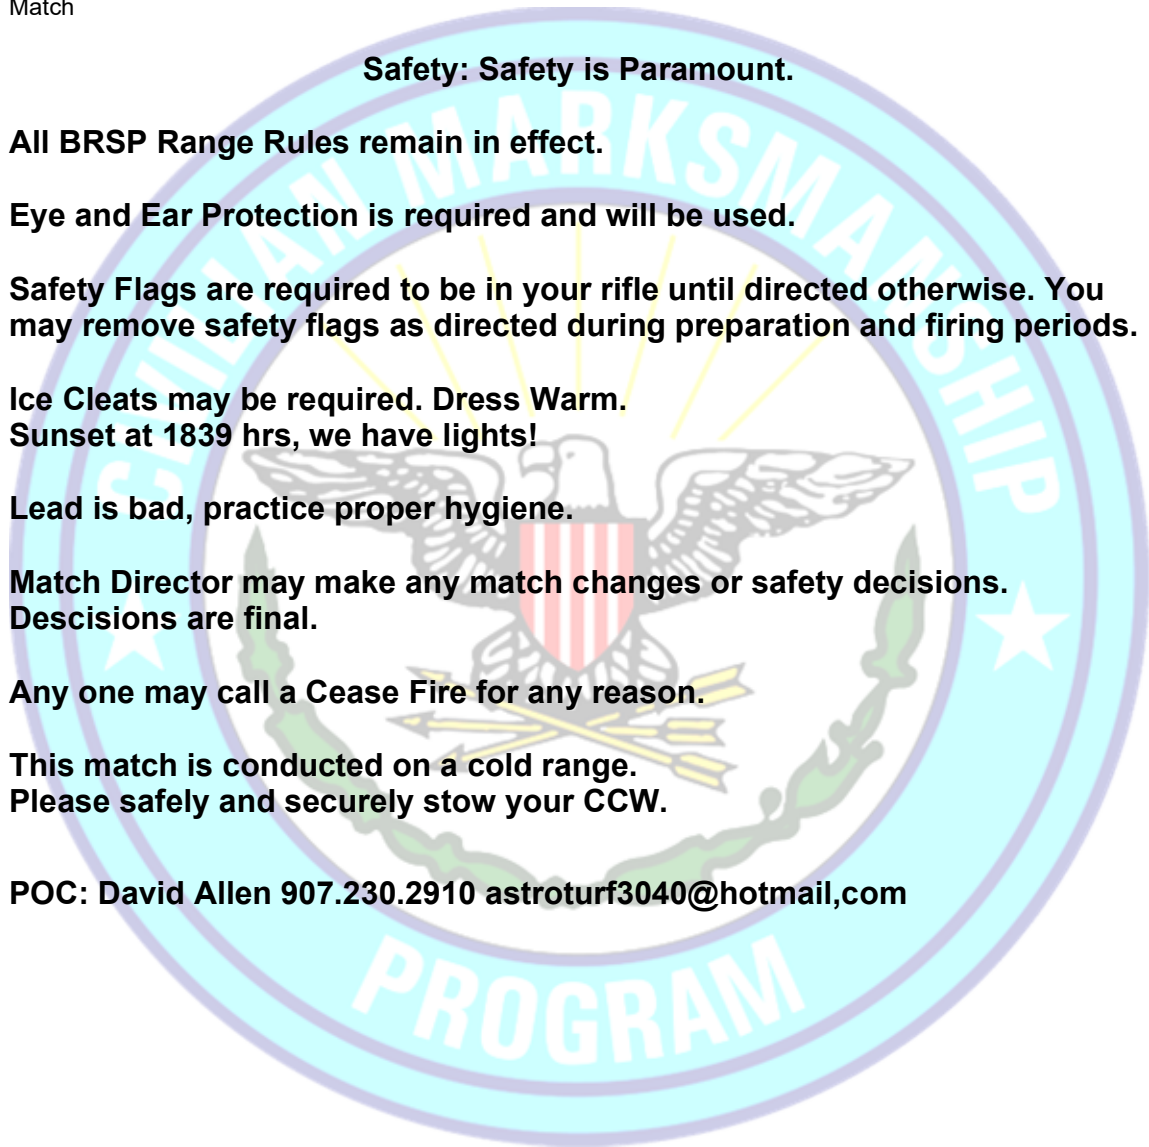 Match
Safety: Safety is Paramount.
All BRSP Range Rules remain in effect.
Eye and Ear Protection is required and will be used.
Safety Flags are required to be in your rifle until directed otherwise. You
may remove safety flags as directed during preparation and firing periods.
Ice Cleats may be required. Dress Warm.
Sunset at 1839 hrs, we have lights!
Lead is bad, practice proper hygiene.
Match Director may make any match changes or safety decisions.
Descisions are final.
Any one may call a Cease Fire for any reason.
This match is conducted on a cold range.
Please safely and securely stow your CCW.
POC: David Allen 907.230.2910 astroturf3040@hotmail,com
CIVILIAN MARKSMANSHIP
PROGRAM